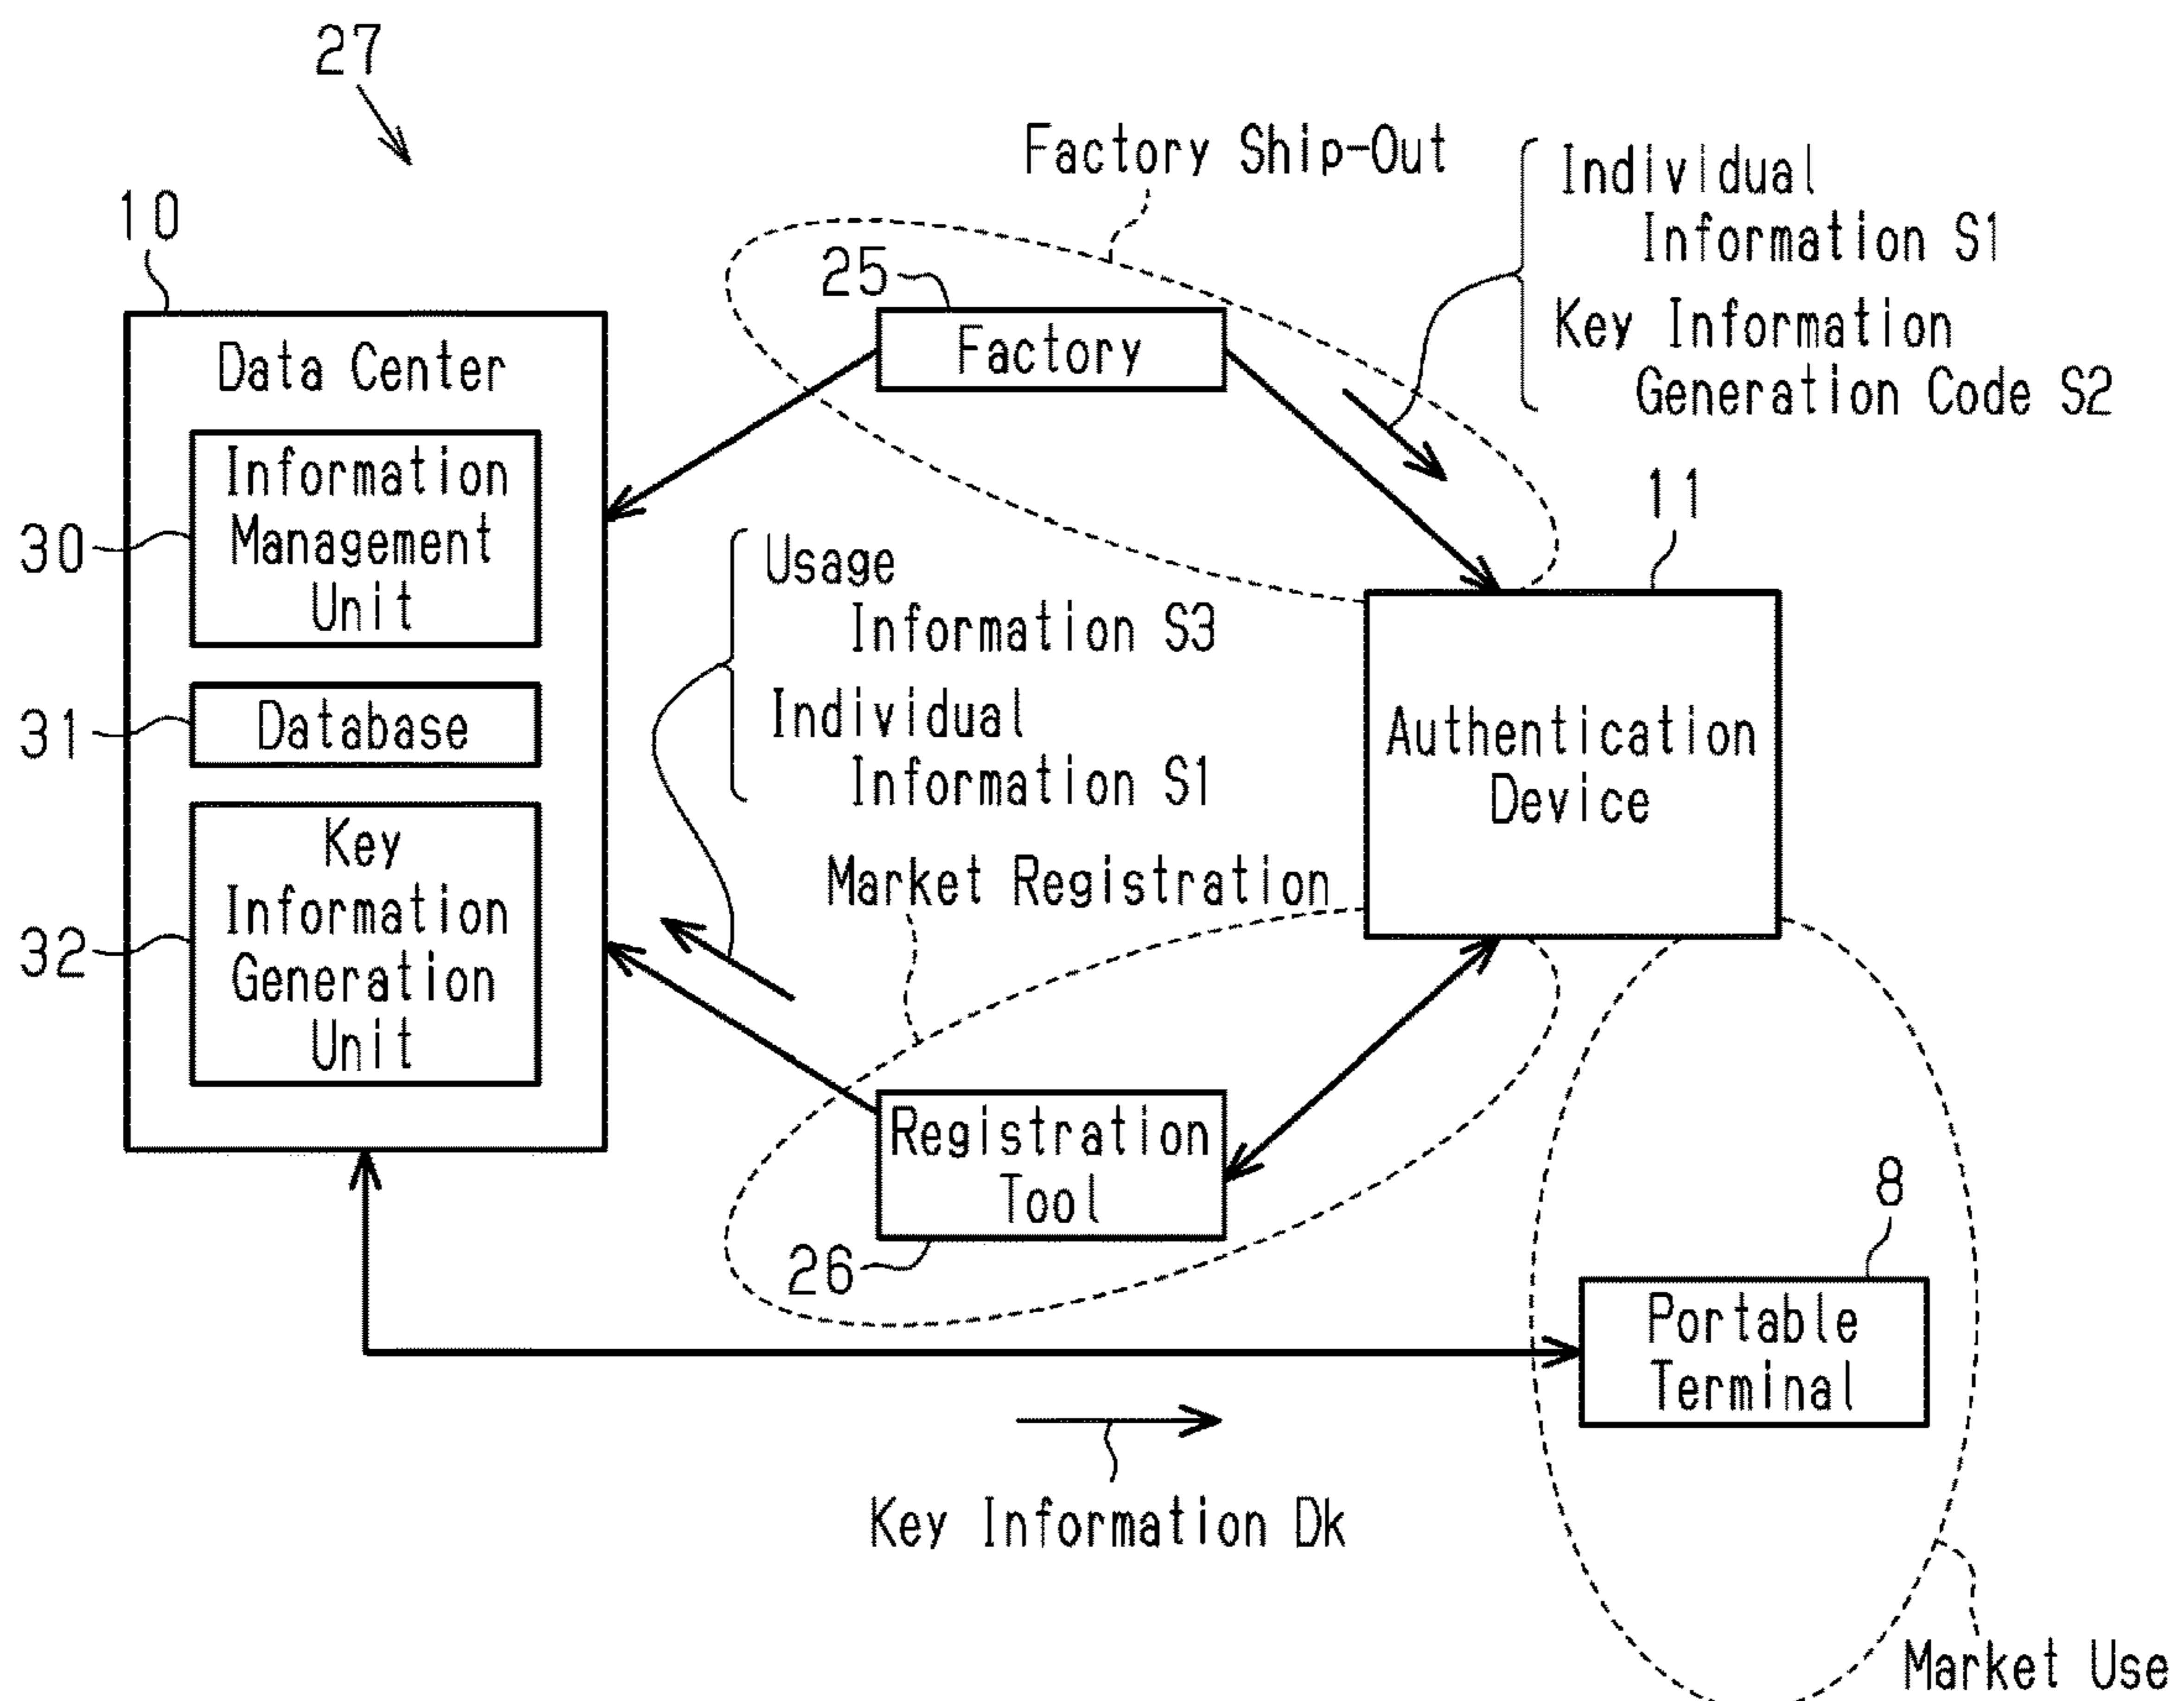 27
Factory Ship-Out
Individual
Information S1
Key Information
Generation Code S2
10
25
Factory
Data Center
Information
Management
Unit
30
11
Usage
Information S3
Individual
Information S1
31
Database
Authentication
Device
Key
Information
Generation
Unit
32
Market Registration
Registration
Tool
26
8
Portable
Terminal
Key Information Dk
Market Use